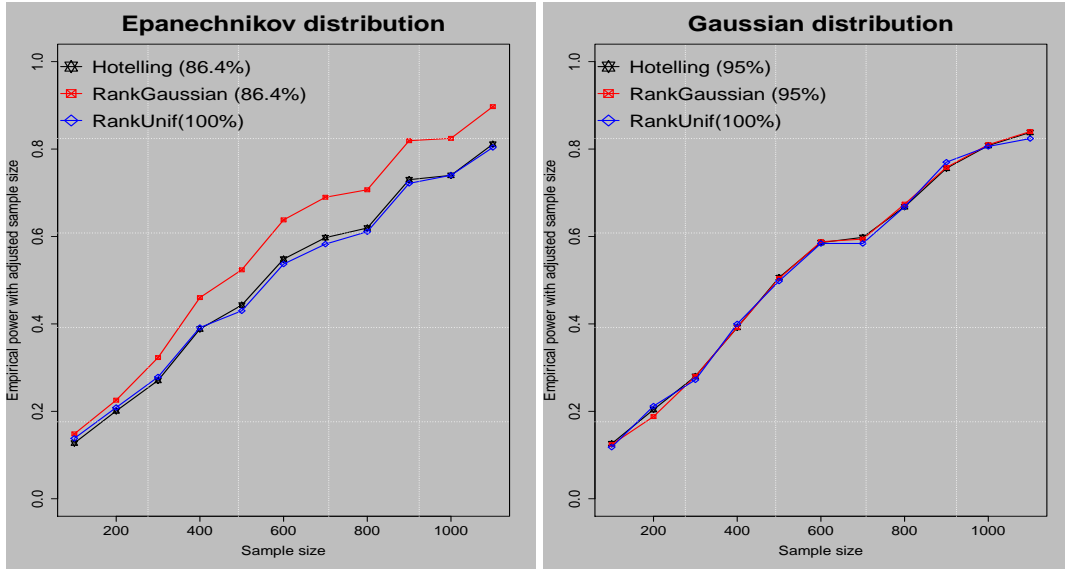 Epanechnikov distribution
Hotelling (86.4%)
RankGaussian (86.4%)
RankUnif(100%)
Empirical power with adjusted sample size
0.0
0.2
0.4
0.6
0.8
1.0
200
400
600
800
1000
Sample size
Gaussian distribution
Hotelling (95%)
RankGaussian (95%)
RankUnif(100%)
Empirical power with adjusted sample size
0.0
0.2
0.4
0.6
0.8
1.0
200
400
600
800
1000
Sample size